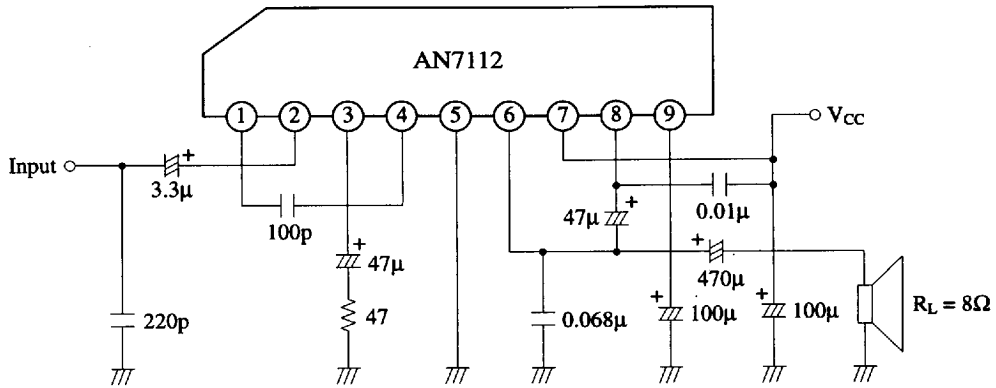 AN7112
1 2 3 4 5 6 7 8 9
V_CC
Input
+
3.3μ
100p
+
47μ
+
0.01μ
+
47μ
+
470μ
220p
47
0.068μ
+
100μ
+
100μ
R_L = 8Ω